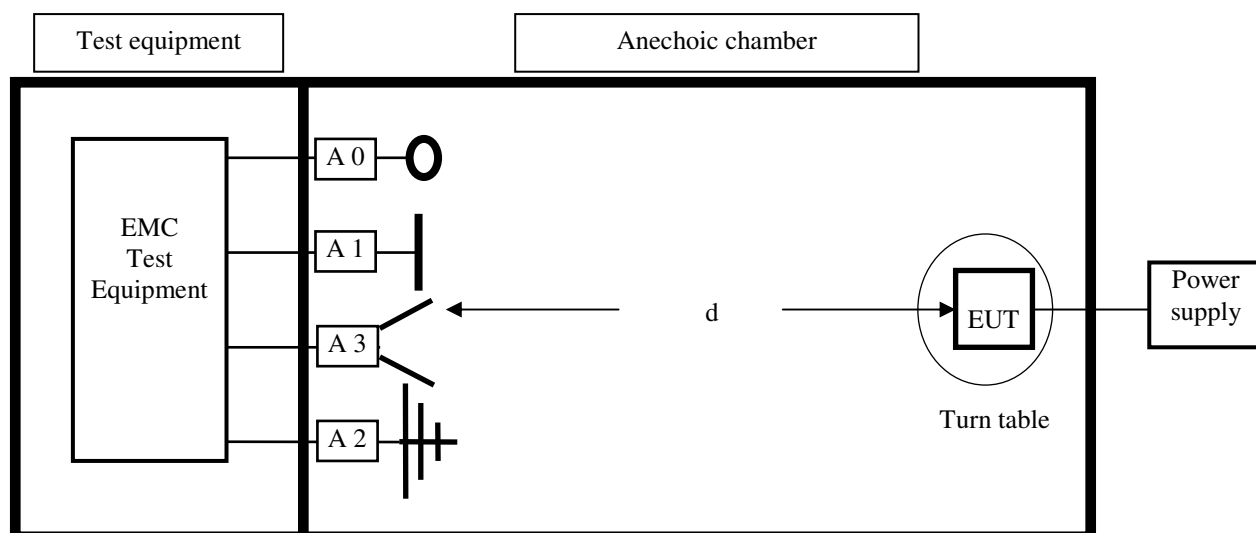 Test equipment
Anechoic chamber
A 0
EMC
Test
Equipment
A 1
Power
supply
d
EUT
A 3
Turn table
A 2